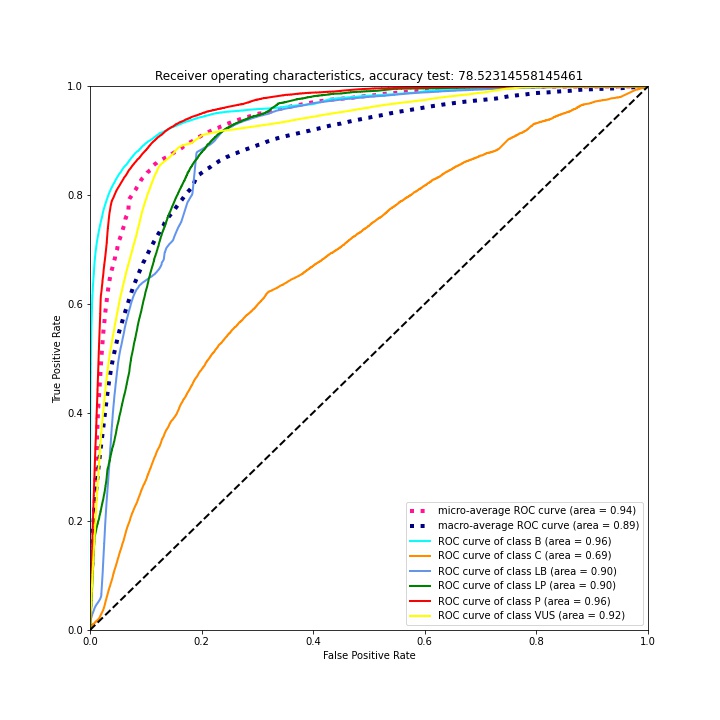 Receiver operating characteristics, accuracy test: 78.52314558145461
1.0
0.8
0.6
0.4
0.2
0.0
True Positive Rate
micro-average ROC curve (area = 0.94)
macro-average ROC curve (area = 0.89)
ROC curve of class B (area = 0.96)
ROC curve of class C (area = 0.69)
ROC curve of class LB (area = 0.90)
ROC curve of class LP (area = 0.90)
ROC curve of class P (area = 0.96)
ROC curve of class VUS (area = 0.92)
0.0 0.2 0.4 0.6 0.8 1.0
False Positive Rate